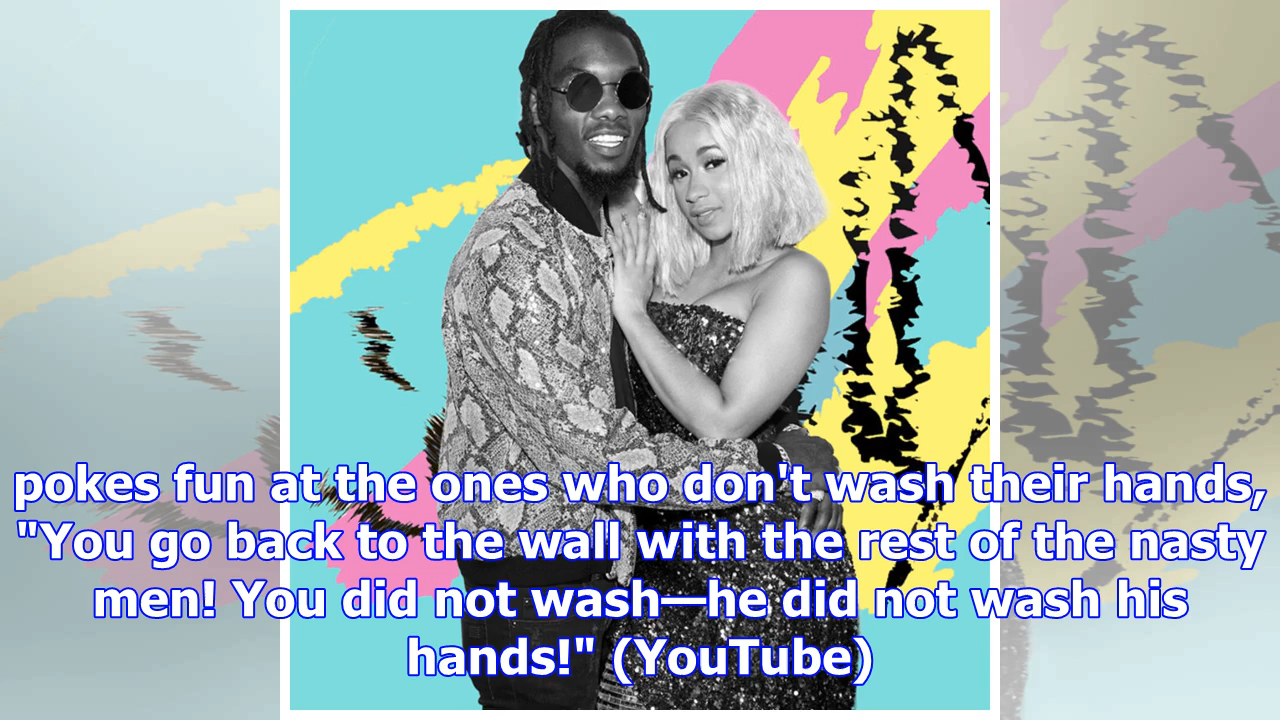 pokes fun at the ones who don't wash their hands,
"You go back to the wall with the rest of the nasty
men! You did not wash—he did not wash his
hands!" (YouTube)